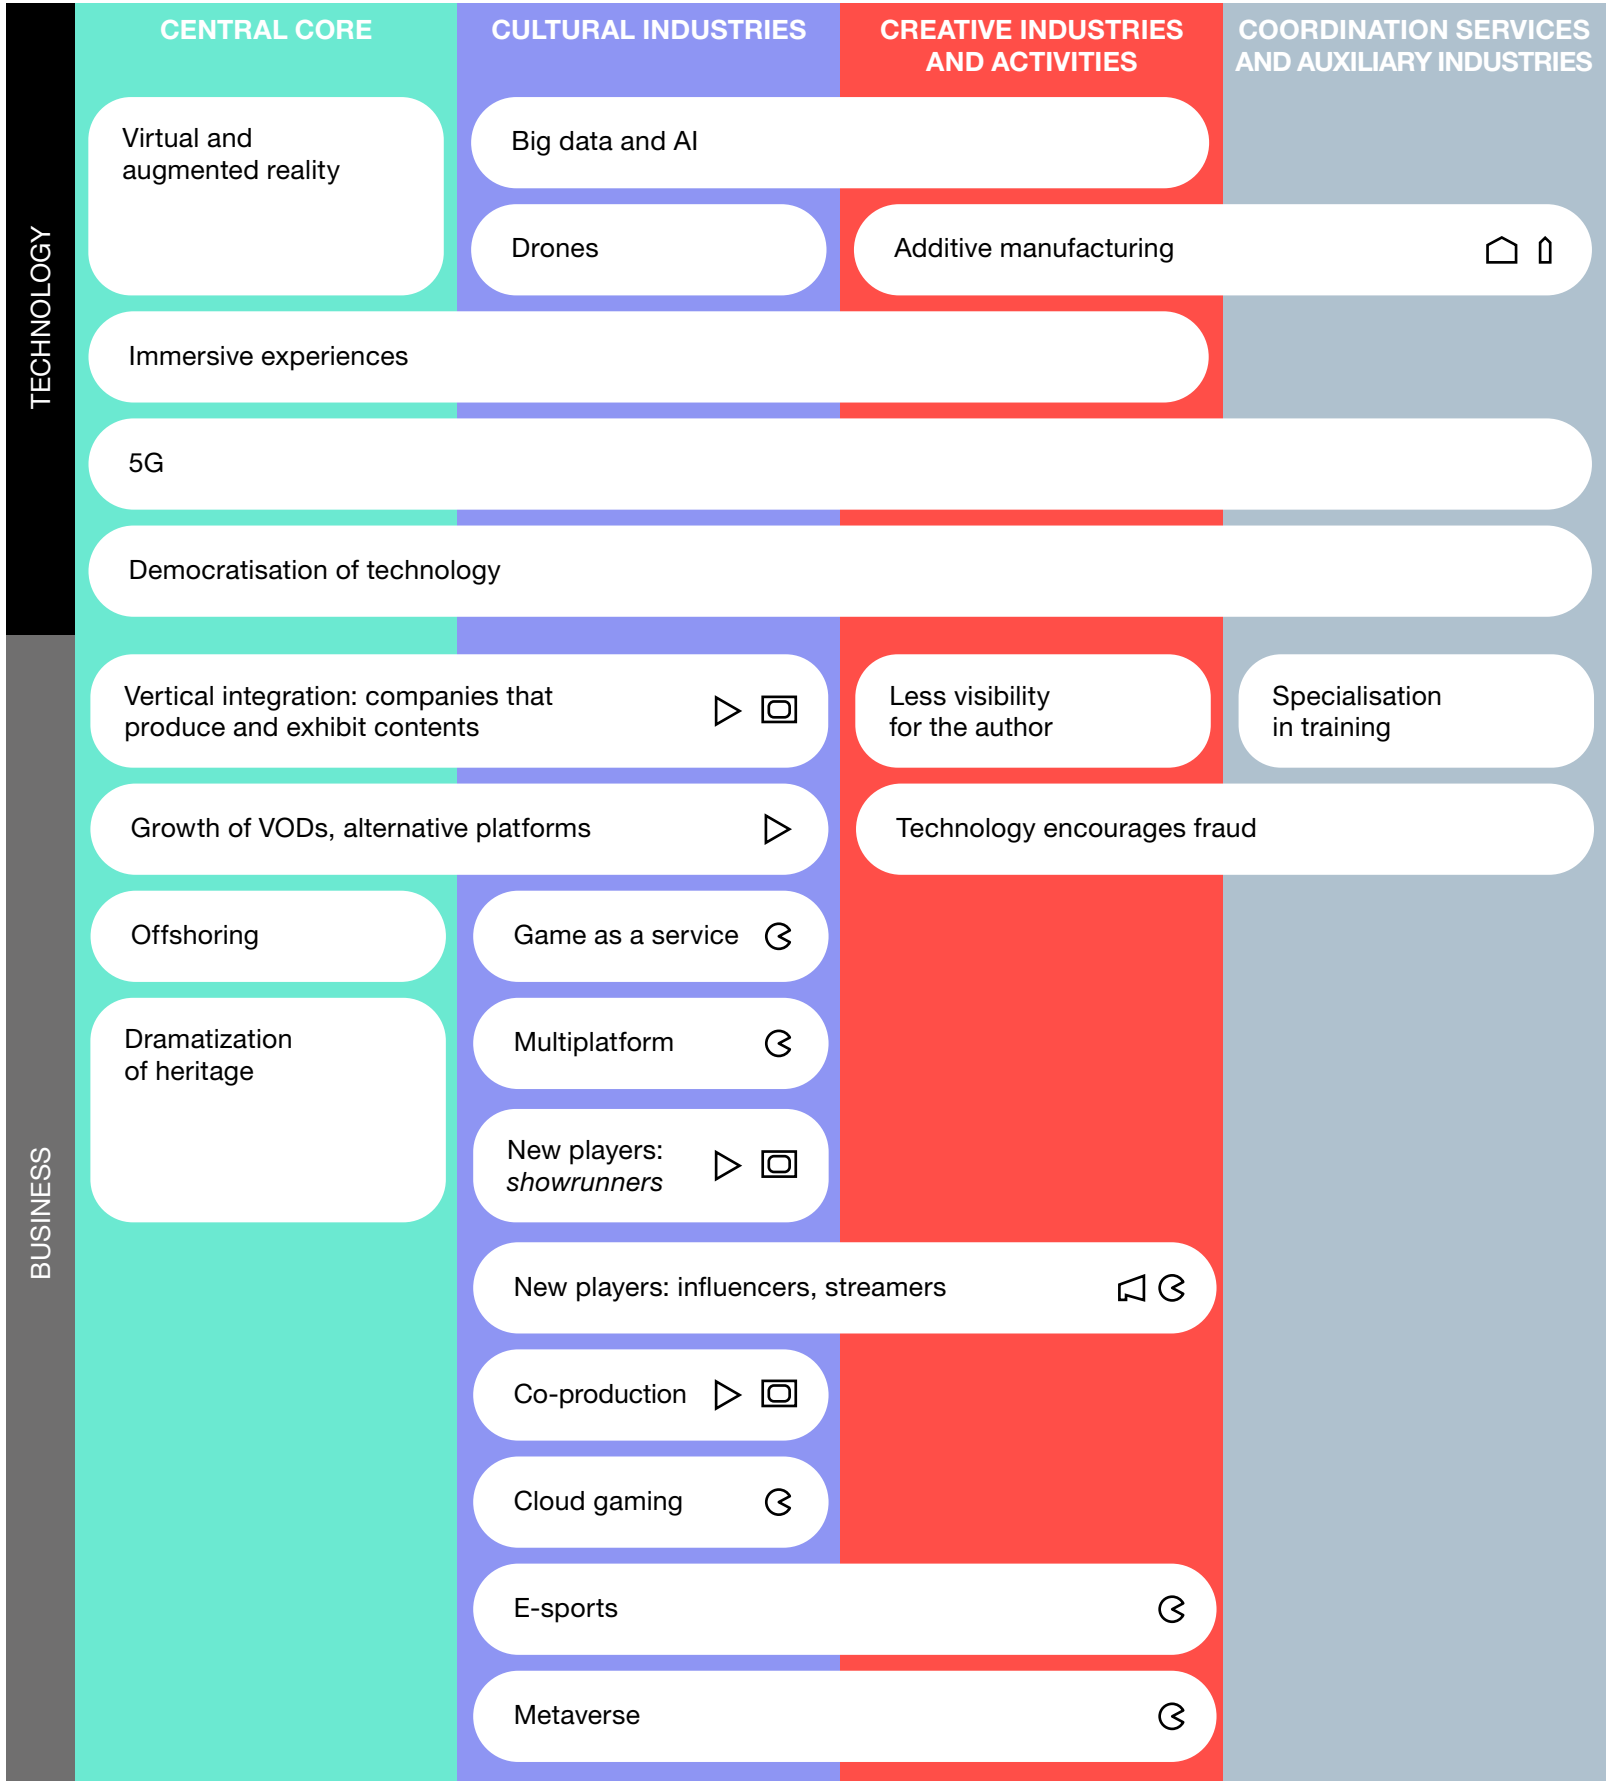 CENTRAL CORE
CULTURAL INDUSTRIES
CREATIVE INDUSTRIES
AND ACTIVITIES
COORDINATION SERVICES
AND AUXILIARY INDUSTRIES
TECHNOLOGY
Virtual and
augmented reality
Big data and AI
Drones
Additive manufacturing
Immersive experiences
5G
Democratisation of technology
BUSINESS
Vertical integration: companies that
produce and exhibit contents
Less visibility
for the author
Specialisation
in training
Growth of VODs, alternative platforms
Technology encourages fraud
Offshoring
Game as a service
Dramatization
of heritage
Multiplatform
New players:
showrunners
New players: influencers, streamers
Co-production
Cloud gaming
E-sports
Metaverse